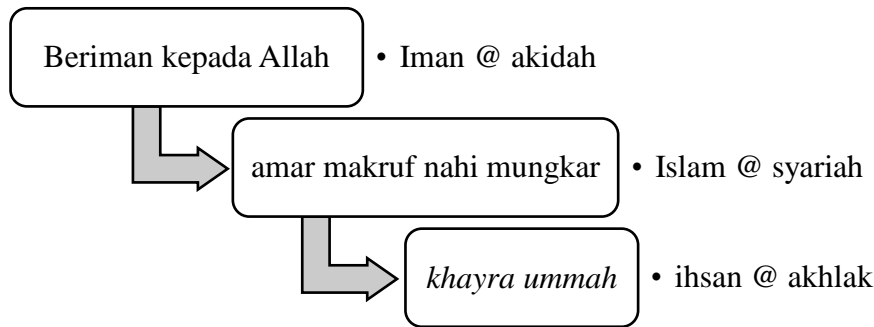 Beriman kepada Allah • Iman @ akidah
amar makruf nahi mungkar • Islam @ syariah
khayra ummah • ihsan @ akhlak